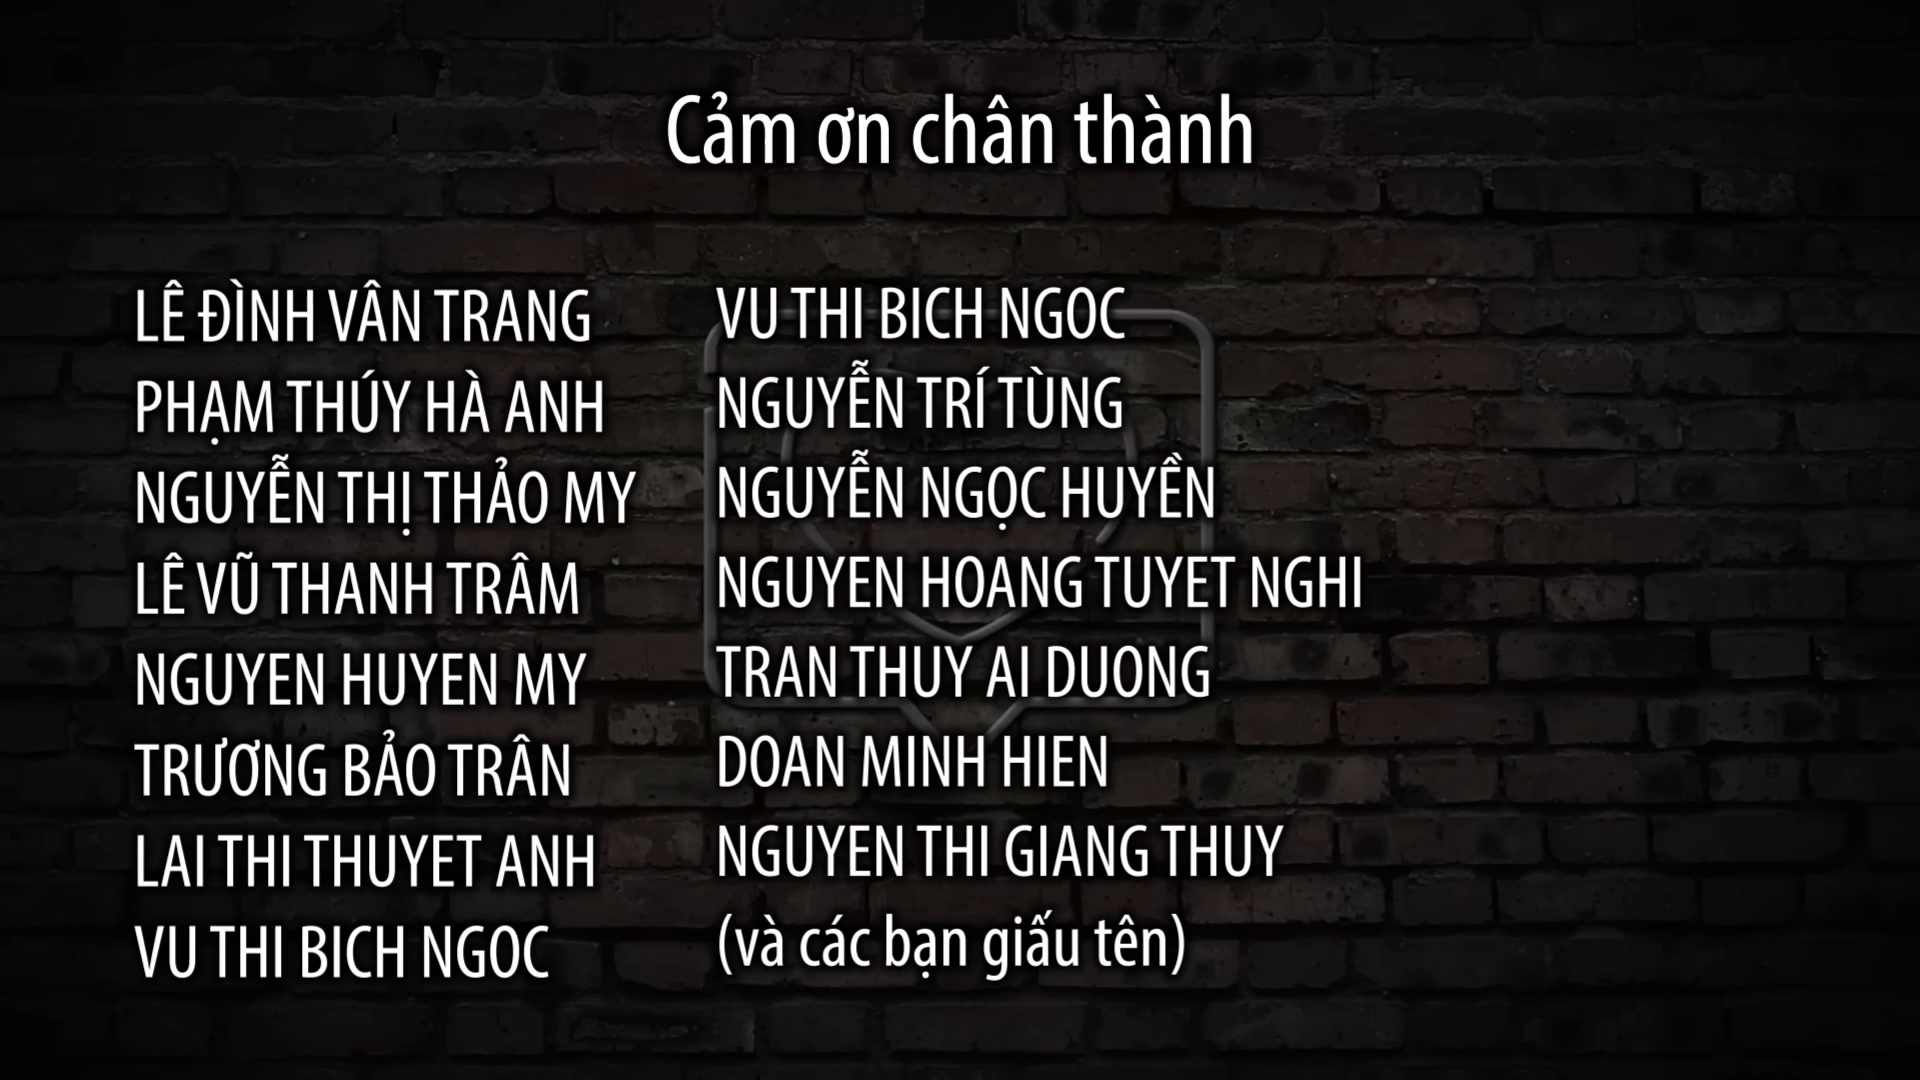 Cảm ơn chân thành
LÊ ĐÌNH VÂN TRANG
PHẠM THÚY HÀ ANH
NGUYỄN THỊ THẢO MY
LÊ VŨ THANH TRÂM
NGUYEN HUYEN MY
TRƯƠNG BẢO TRÂN
LAI THI THUYET ANH
VU THI BICH NGOC
VU THI BICH NGOC
NGUYỄN TRÍ TÙNG
NGUYỄN NGỌC HUYỀN
NGUYEN HOANG TUYET NGHI
TRAN THUY AI DUONG
DOAN MINH HIEN
NGUYEN THI GIANG THUY
(và các bạn giấu tên)